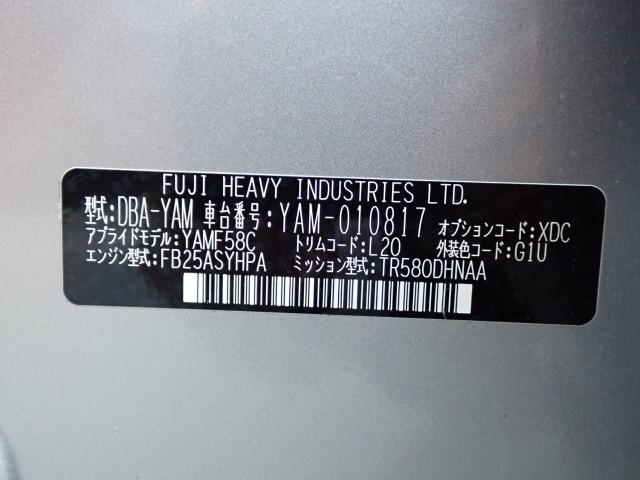 FUJI HEAVY INDUSTRIES LTD.
型式:DBA-YAM 車台番号:YAM-010817 オプションコード:XDC
アプライドモデル:YAMF58C トリムコード:L20 外装色コード:G1U
エンジン型式:FB25ASYHPA ミッション型式:TR580DHNAA